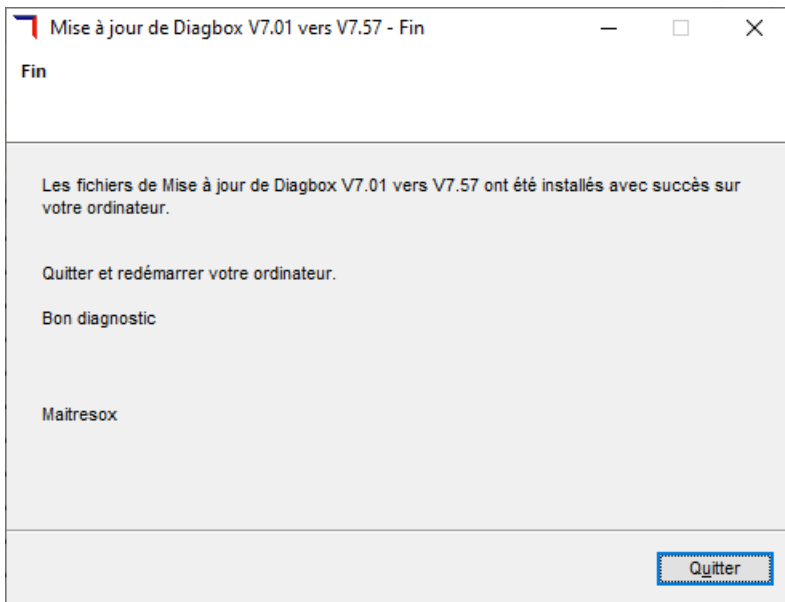 Mise à jour de Diagbox V7.01 vers V7.57 - Fin
Fin
Les fichiers de Mise à jour de Diagbox V7.01 vers V7.57 ont été installés avec succès sur
votre ordinateur.
Quitter et redémarrer votre ordinateur.
Bon diagnostic
Maitresox
Quitter